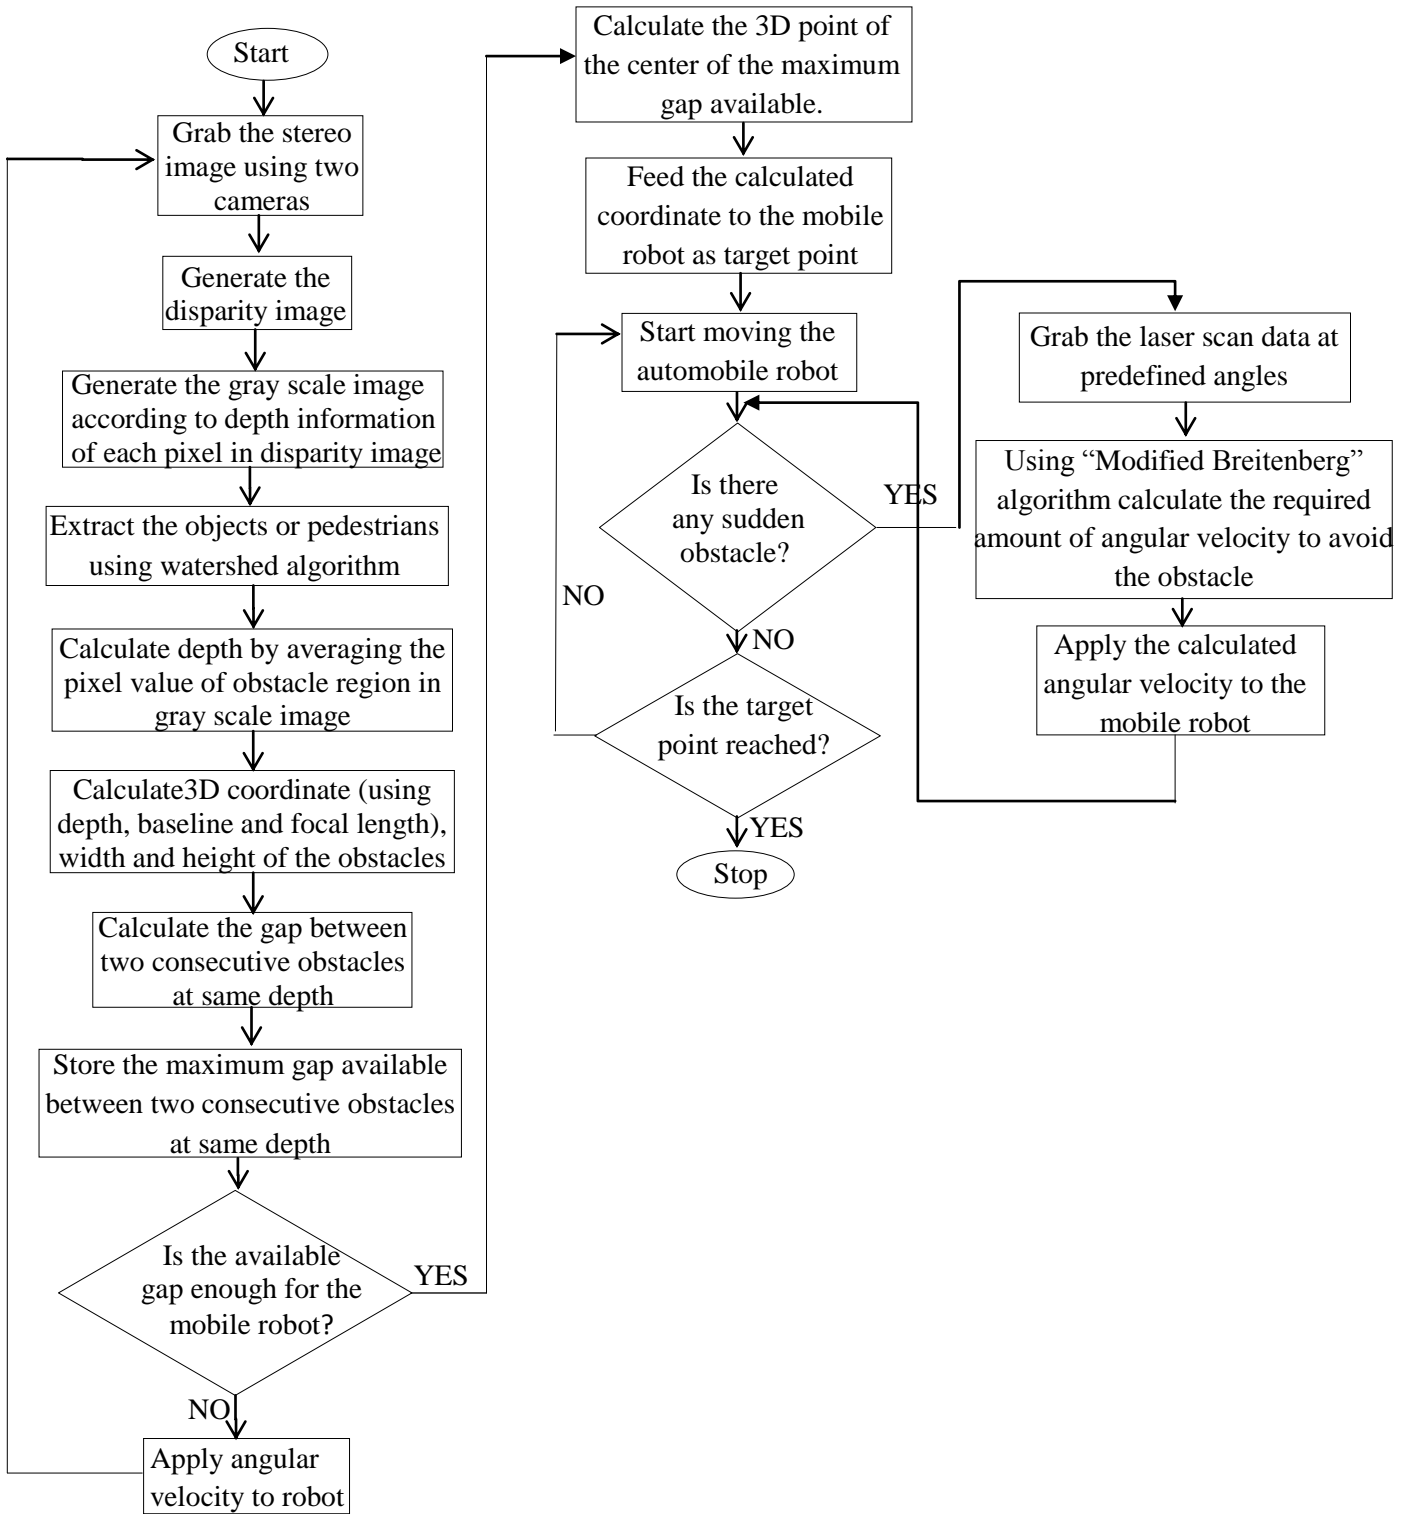 Start
Grab the stereo
image using two
cameras
Generate the
disparity image
Generate the gray scale image
according to depth information
of each pixel in disparity image
Extract the objects or pedestrians
using watershed algorithm
Calculate depth by averaging the
pixel value of obstacle region in
gray scale image
Calculate3D coordinate (using
depth, baseline and focal length),
width and height of the obstacles
Calculate the gap between
two consecutive obstacles
at same depth
Store the maximum gap available
between two consecutive obstacles
at same depth
Is the available
gap enough for the
mobile robot?
YES
NO
Apply angular
velocity to robot
Calculate the 3D point of
the center of the maximum
gap available.
Feed the calculated
coordinate to the mobile
robot as target point
Start moving the
automobile robot
Is there
any sudden
obstacle?
YES
NO
NO
Is the target
point reached?
YES
Stop
Grab the laser scan data at
predefined angles
Using “Modified Breitenberg”
algorithm calculate the required
amount of angular velocity to avoid
the obstacle
Apply the calculated
angular velocity to the
mobile robot